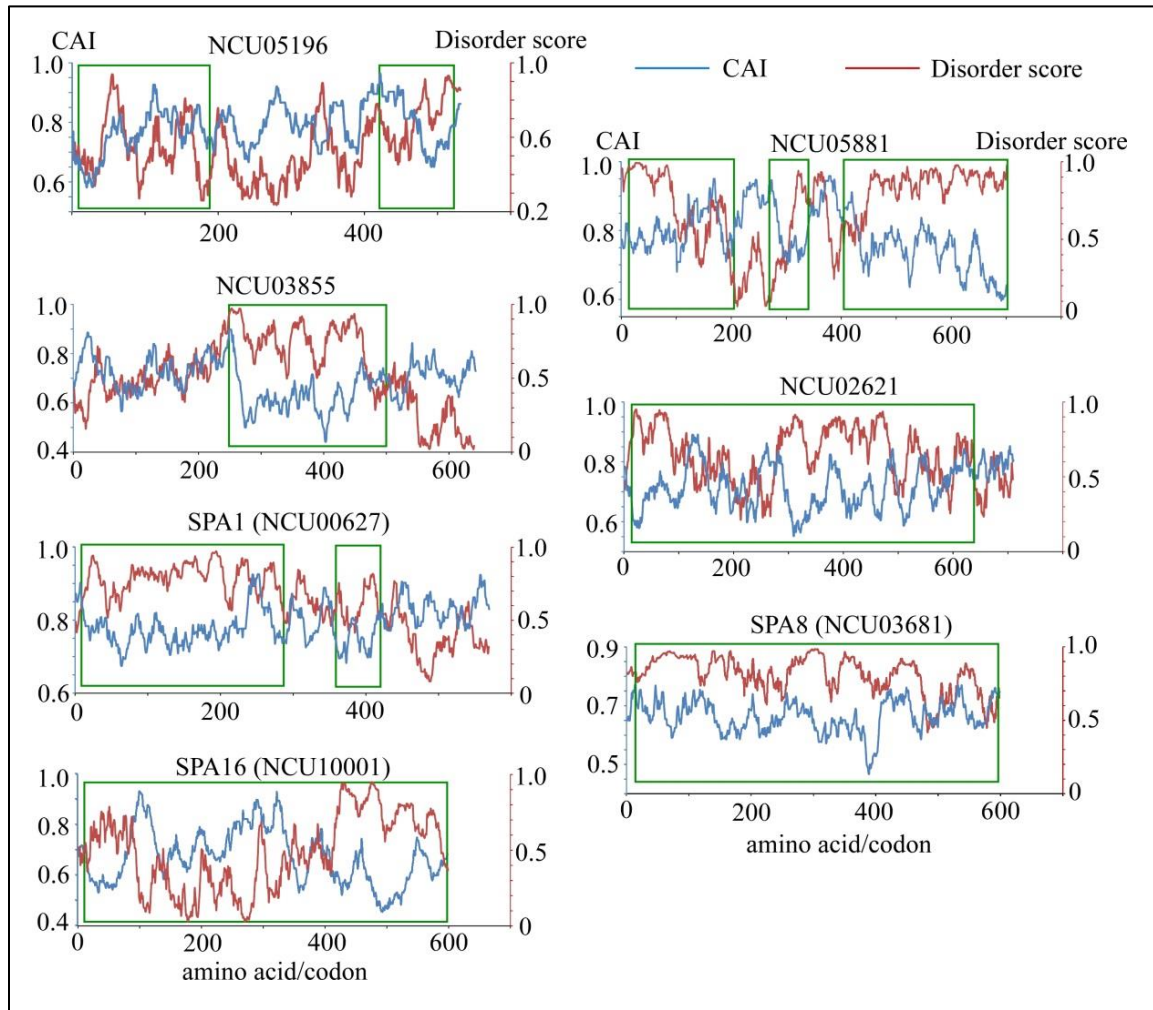 CAI NCU05196 Disorder score
1.0 1.0
0.8 0.6
0.6
0.2
200 400
CAI Disorder score
CAI NCU05881 Disorder score
1.0 1.0
0.8 0.5
0.6 0
0 200 400 600
NCU03855
1.0 1.0
0.8
0.6 0.5
0.4 0
0 200 400 600
NCU02621
1.0 1.0
0.8 0.5
0.6
0
0 200 400 600
SPA1 (NCU00627)
1.0 1.0
0.8 0.5
0.6 0
0 200 400
SPA8 (NCU03681)
0.9 1.0
0.7 0.5
0.5
0
0 200 400 600
amino acid/codon
SPA16 (NCU10001)
1.0 1.0
0.8
0.6 0.5
0.4 0
0 200 400 600
amino acid/codon